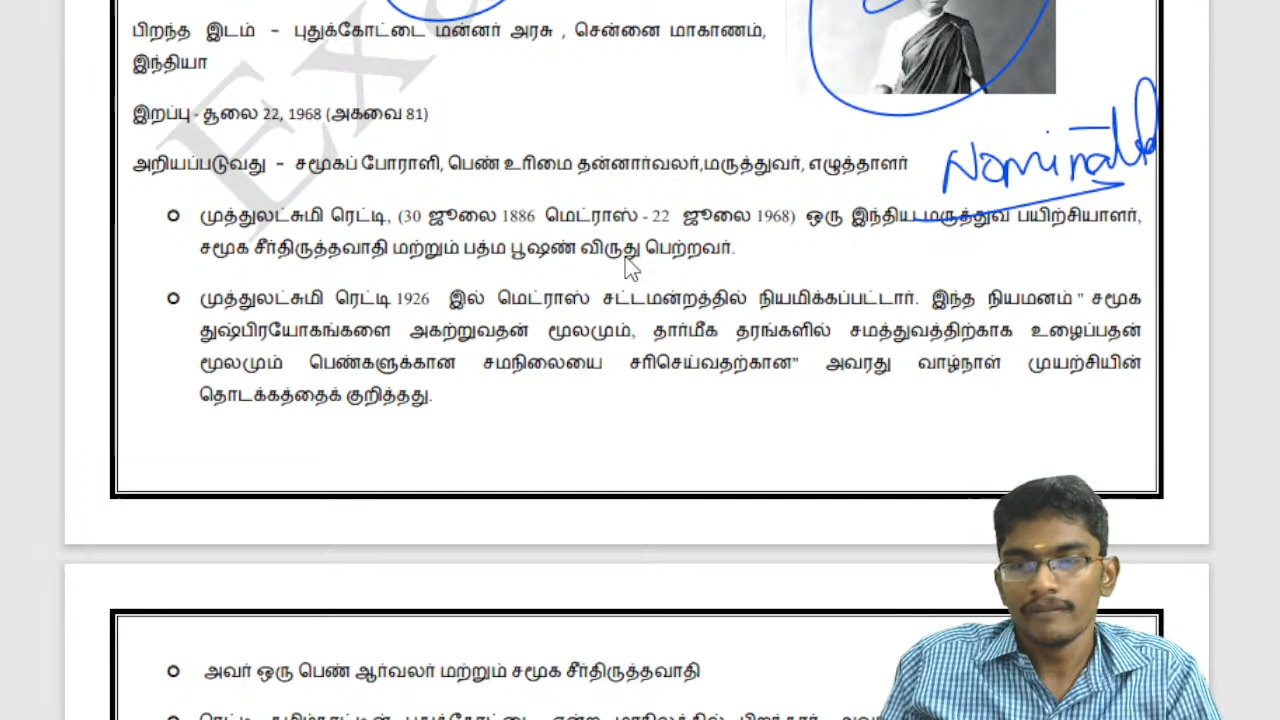 பிறந்த இடம் – புதுக்கோட்டை மன்னர் அரசு , சென்னை மாகாணம்,
இந்தியா
இறப்பு - சூலை 22, 1968 (அகவை 81)
அறியப்படுவது – சமூகப் போராளி, பெண் உரிமை தன்னார்வலர்,மருத்துவர், எழுத்தாளர்
முத்துலட்சுமி ரெட்டி, (30 ஜூலை 1886 மெட்ராஸ் - 22 ஜூலை 1968) ஒரு இந்திய மருத்துவ பயிற்சியாளர்,
சமூக சீர்திருத்தவாதி மற்றும் பத்ம பூஷண் விருது பெற்றவர்.
முத்துலட்சுமி ரெட்டி 1926 இல் மெட்ராஸ் சட்டமன்றத்தில் நியமிக்கப்பட்டார். இந்த நியமனம் " சமூக
துஷ்பிரயோகங்களை அகற்றுவதன் மூலமும், தார்மீக தரங்களில் சமத்துவத்திற்காக உழைப்பதன்
மூலமும் பெண்களுக்கான சமநிலையை சரிசெய்வதற்கான" அவரது வாழ்நாள் முயற்சியின்
தொடக்கத்தைக் குறித்தது.
அவர் ஒரு பெண் ஆர்வலர் மற்றும் சமூக சீர்திருத்தவாதி